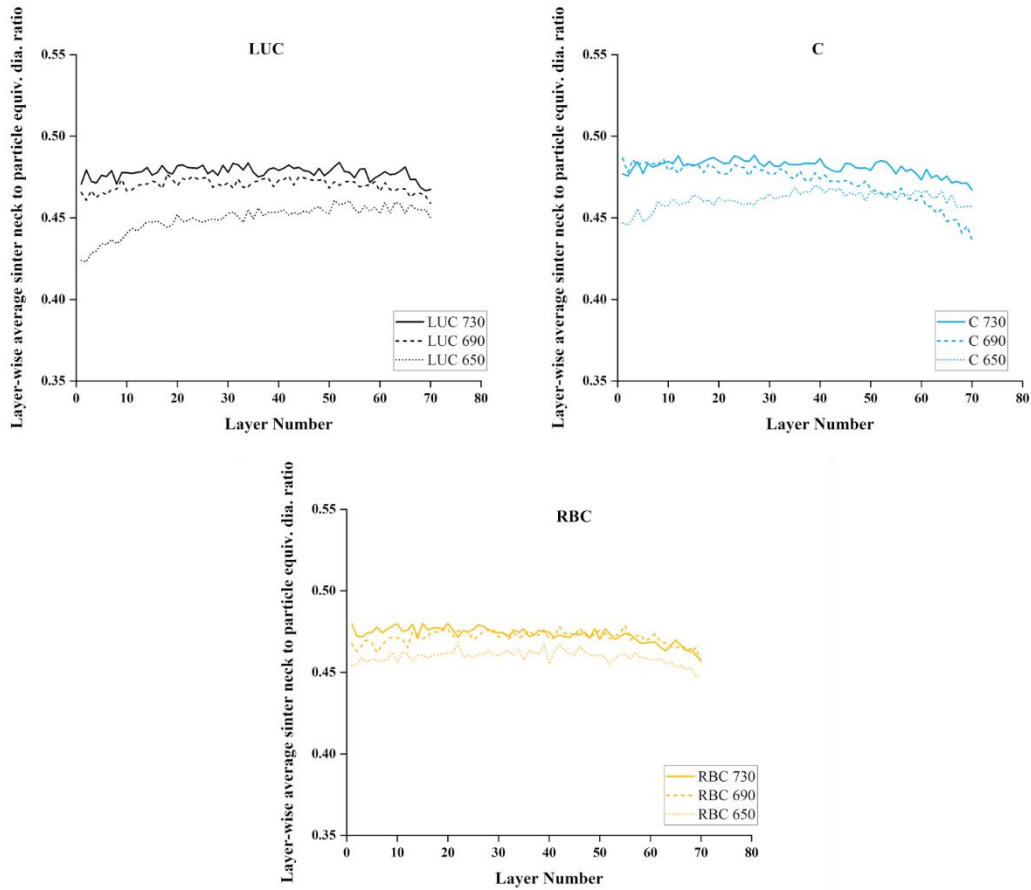 LUC
Layer-wise average sinter neck to particle equiv. dia. ratio
0.55
0.50
0.45
0.40
0.35
0 10 20 30 40 50 60 70 80
Layer Number
LUC 730
LUC 690
LUC 650
C
Layer-wise average sinter neck to particle equiv. dia. ratio
0.55
0.50
0.45
0.40
0.35
0 10 20 30 40 50 60 70 80
Layer Number
C 730
C 690
C 650
RBC
Layer-wise average sinter neck to particle equiv. dia. ratio
0.55
0.50
0.45
0.40
0.35
0 10 20 30 40 50 60 70 80
Layer Number
RBC 730
RBC 690
RBC 650